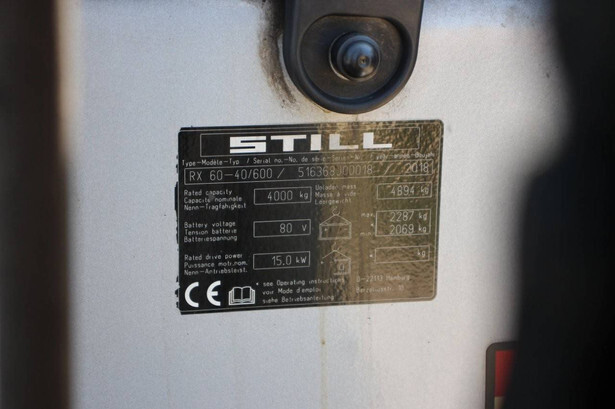 STILL
Type-Modèle-Typ / Serial no.-No. de série-Serien-Nr. /
RX 60-40/600 / 516368J00018 / 2018
Rated capacity
Capacité nominale
Nenn-Tragfähigkeit
4000 kg
Unladen mass
Masse à vide
Leergewicht
4894 kg
Battery voltage
Tension batterie
Batteriespannung
80 V
max 2287 kg
2069 kg
Rated drive power
Puissance motr.nom.
Nenn-Antriebsleist.
15.0 kW
kg
CE
* see Operating instructions
voir Mode d'emploi
siehe Betriebsanleitung
D-22113 Hamburg